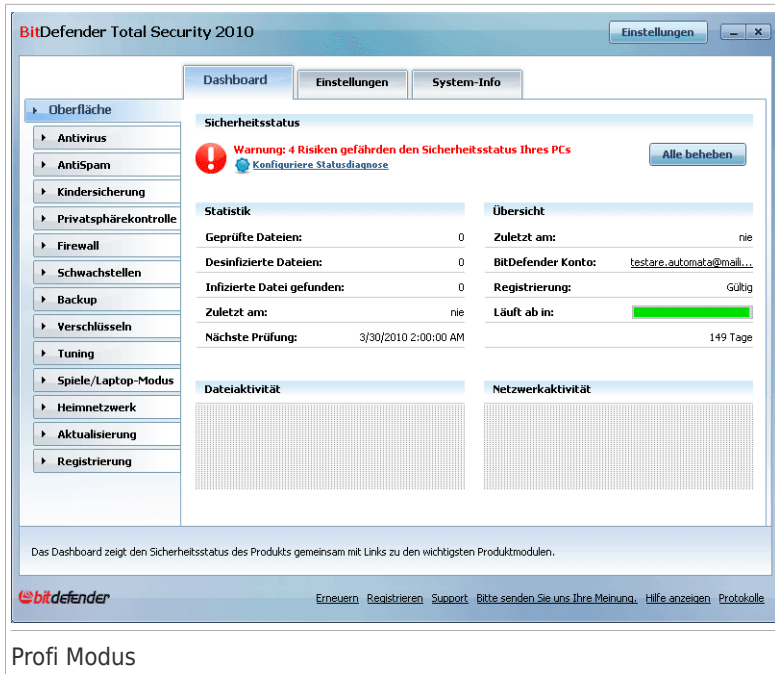 BitDefender Total Security 2010
Einstellungen
Dashboard Einstellungen System-Info
Oberfläche
Antivirus
AntiSpam
Kindersicherung
Privatsphärekontrolle
Firewall
Schwachstellen
Backup
Verschlüsseln
Tuning
Spiele/Laptop-Modus
Heimnetzwerk
Aktualisierung
Registrierung
Sicherheitsstatus
Warnung: 4 Risiken gefährden den Sicherheitsstatus Ihres PCs
Konfiguriere Statusdiagnose
Alle beheben
Statistik
Geprüfte Dateien: 0
Desinfizierte Dateien: 0
Infizierte Datei gefunden: 0
Zuletzt am: nie
Nächste Prüfung: 3/30/2010 2:00:00 AM
Übersicht
Zuletzt am: nie
BitDefender Konto: testare.automata@maili...
Registrierung: Gültig
Läuft ab in:
149 Tage
Dateiaktivität
Netzwerkaktivität
Das Dashboard zeigt den Sicherheitsstatus des Produkts gemeinsam mit Links zu den wichtigsten Produktmodulen.
bitdefender
Erneuern Registrieren Support Bitte senden Sie uns Ihre Meinung. Hilfe anzeigen Protokolle
Profi Modus